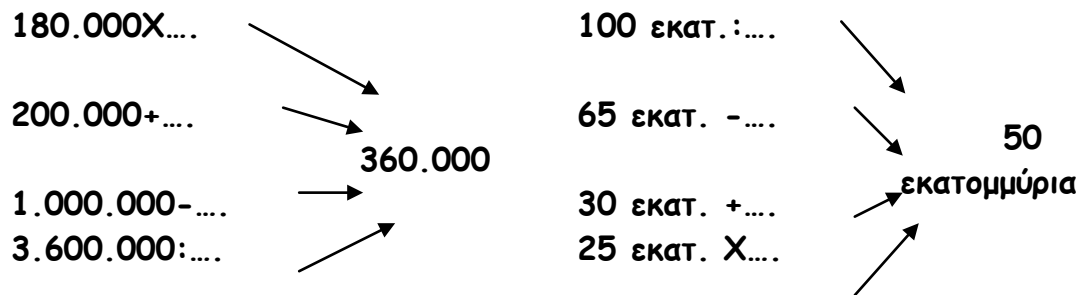 180.000Χ…. 100 εκατ.:….
200.000+…. 65 εκατ. -….
360.000 50
εκατομμύρια
1.000.000-…. 30 εκατ. +….
3.600.000:…. 25 εκατ. Χ….